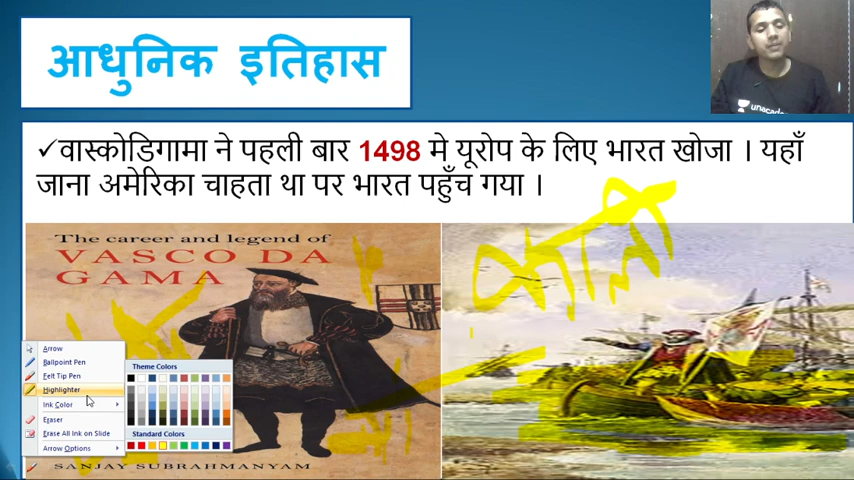 आधुनिक इतिहास
unacade
✓वास्कोडिगामा ने पहली बार 1498 मे यूरोप के लिए भारत खोजा । यहाँ
जाना अमेरिका चाहता था पर भारत पहुँच गया ।
The career and legend of
VASCO DA
GAMA
Arrow
Ballpoint Pen
Felt Tip Pen
Highlighter
Ink Color
Eraser
Erase All Ink on Slide
Arrow Options
Theme Colors
Standard Colors
SANJAY SUBRAHMANYAM